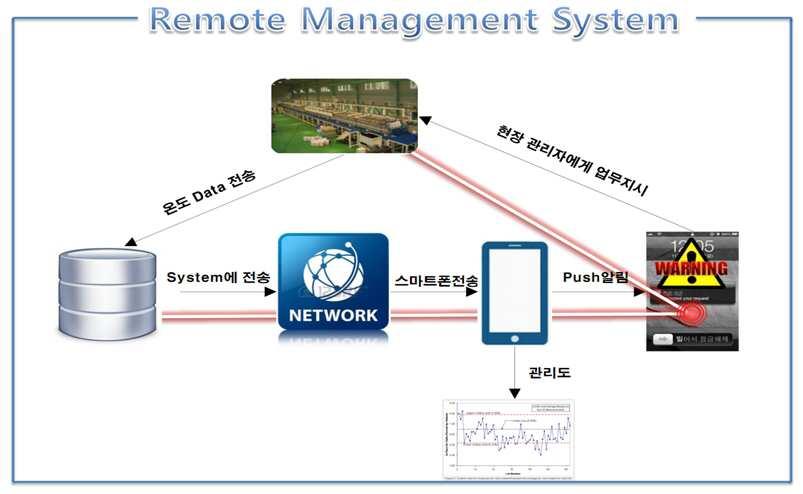 Remote Management System
현장 관리자에게 업무지시
온도 Data 전송
System에 전송
NETWORK
스마트폰전송
Push알림
WARNING
밀어서 잠금해제
관리도